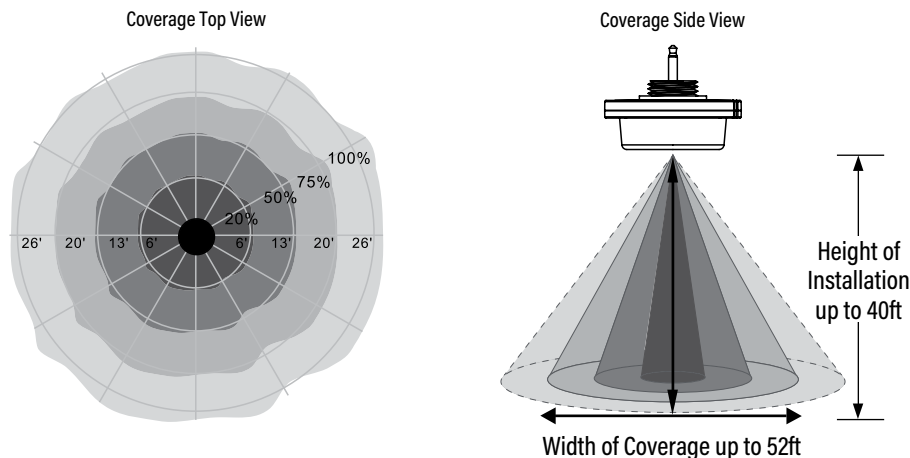 Coverage Top View
Coverage Side View
100%
75%
50%
20%
26' 20' 13' 6' 6' 13' 20' 26'
Height of
Installation
up to 40ft
Width of Coverage up to 52ft